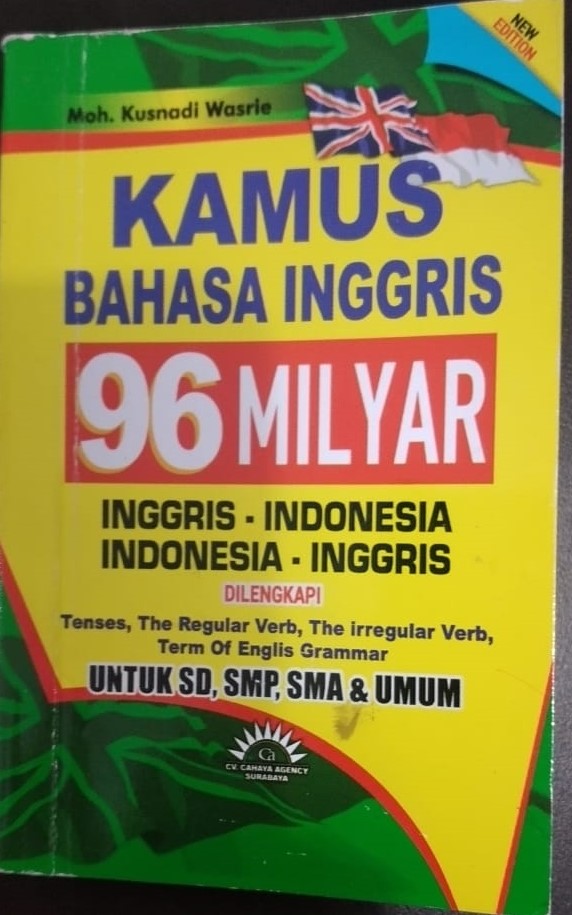 NEW
EDITION
Moh. Kusnadi Wasrie
KAMUS
BAHASA INGGRIS
96 MILYAR
INGGRIS - INDONESIA
INDONESIA - INGGRIS
DILENGKAPI
Tenses, The Regular Verb, The irregular Verb,
Term Of Englis Grammar
UNTUK SD, SMP, SMA & UMUM
Ca
CV. CAHAYA AGENCY
SURABAYA